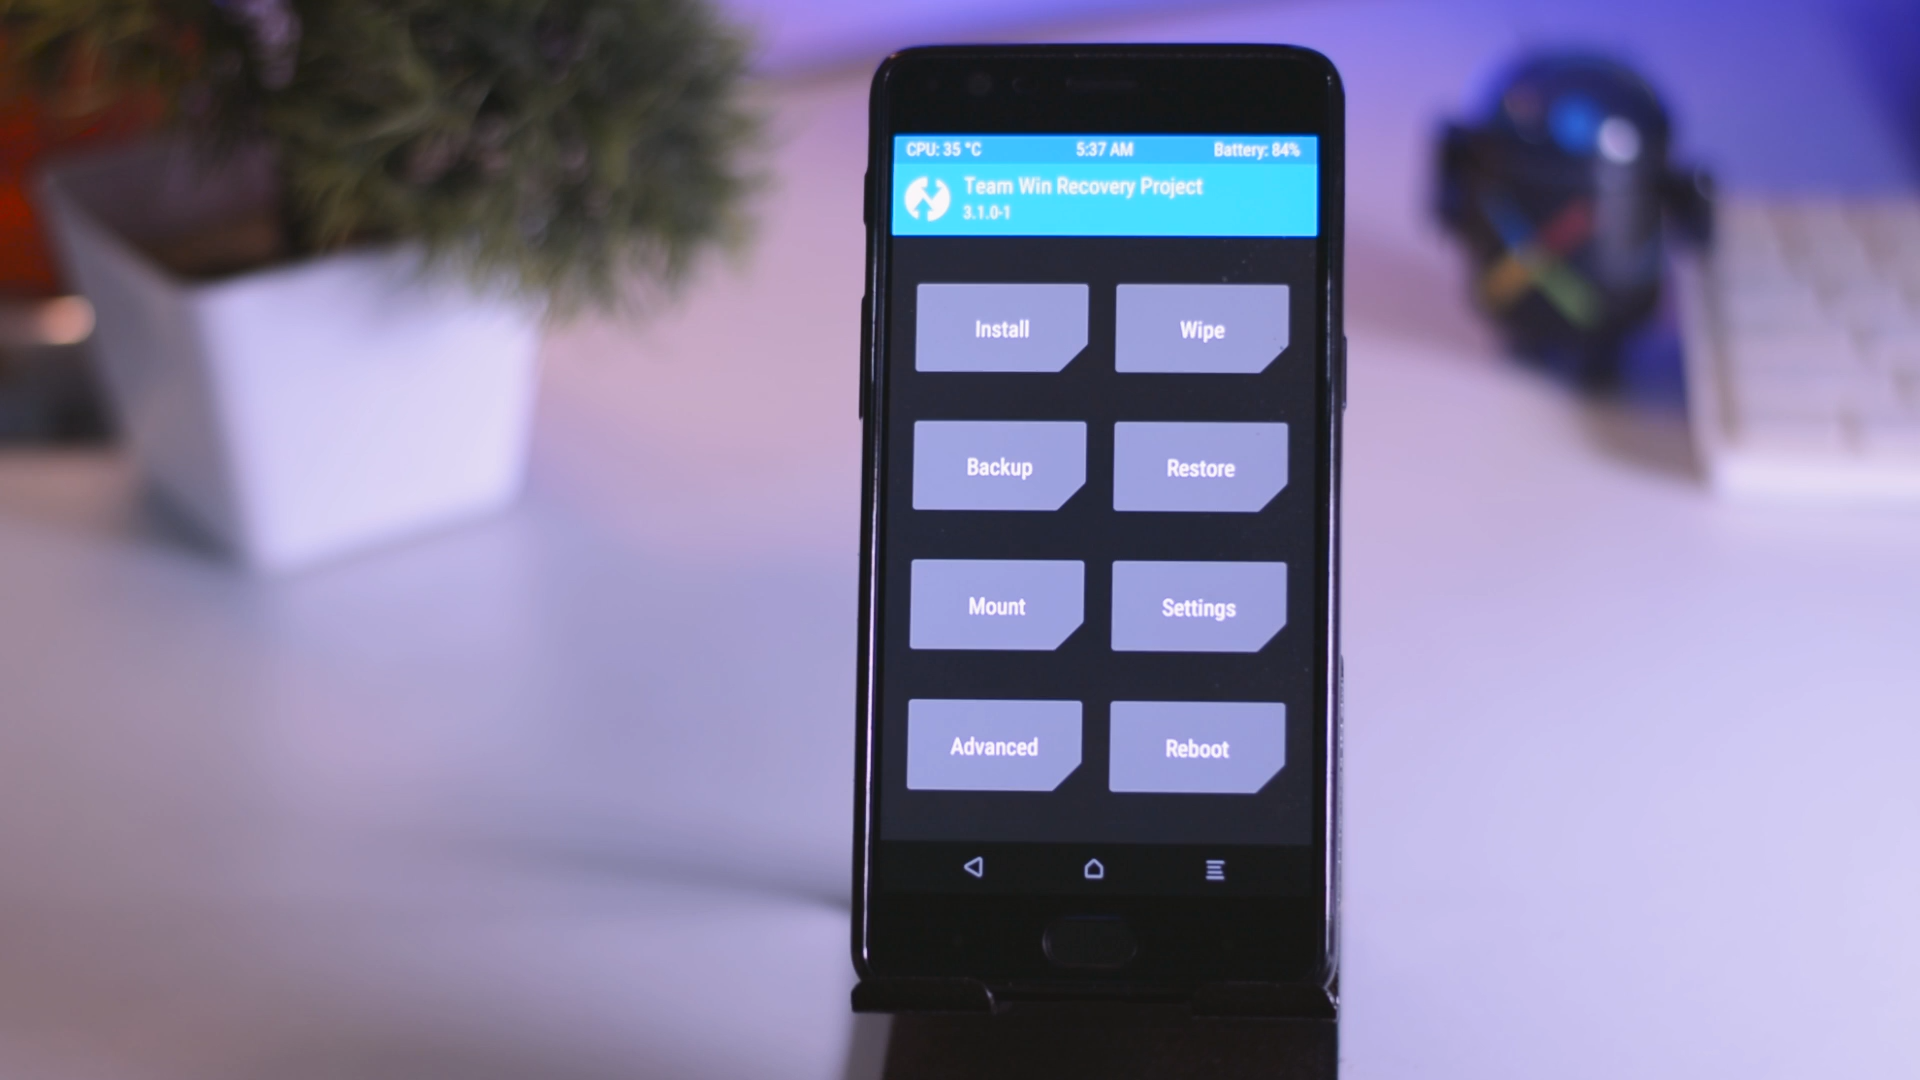 CPU: 35 °C 5:37 AM Battery: 84%
Team Win Recovery Project
3.1.0-1
Install Wipe
Backup Restore
Mount Settings
Advanced Reboot